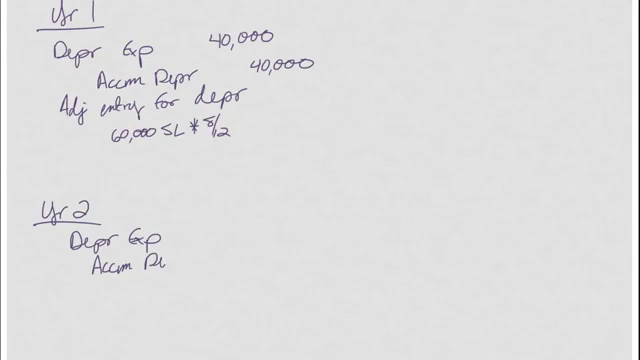 Yr 1
Depr Exp 40,000
Accum Depr 40,000
Adj entry for depr
60,000 SL * 8/12
Yr 2
Depr Exp
Accum De